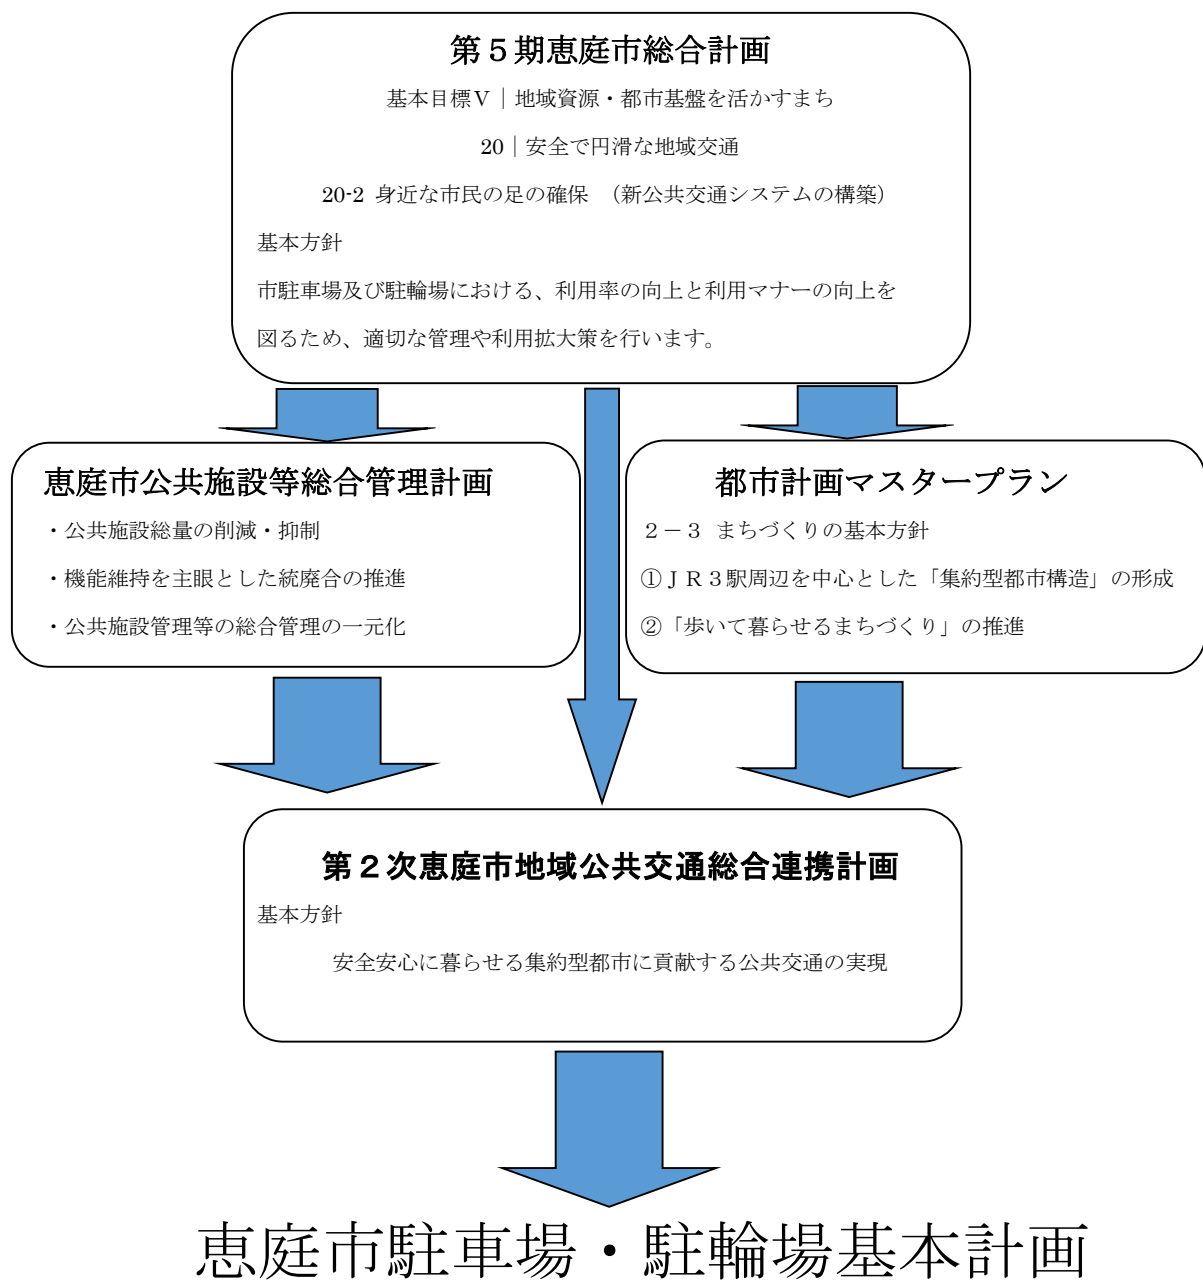 第５期恵庭市総合計画
基本目標Ⅴ｜地域資源・都市基盤を活かすまち
20｜安全で円滑な地域交通
20-2 身近な市民の足の確保　（新公共交通システムの構築）
基本方針
市駐車場及び駐輪場における、利用率の向上と利用マナーの向上を
図るため、適切な管理や利用拡大策を行います。
恵庭市公共施設等総合管理計画
・公共施設総量の削減・抑制
・機能維持を主眼とした統廃合の推進
・公共施設管理等の総合管理の一元化
都市計画マスタープラン
２－３ まちづくりの基本方針
①ＪＲ３駅周辺を中心とした「集約型都市構造」の形成
②「歩いて暮らせるまちづくり」の推進
第２次恵庭市地域公共交通総合連携計画
基本方針
安全安心に暮らせる集約型都市に貢献する公共交通の実現
恵庭市駐車場・駐輪場基本計画